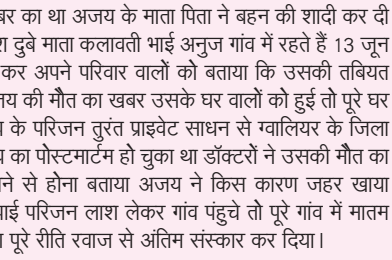 बर का था अजय के माता पिता ने बहन की शादी कर दी
श दुबे माता कलावती भाई अनुज गांव में रहते हैं 13 जून
कर अपने परिवार वालों को बताया कि उसकी तबियत
जय की मौत का खबर उसके घर वालों को हुई तो पूरे घर
के परिजन तुरंत प्राइवेट साधन से ग्वालियर के जिला
का पोस्टमार्टम हो चुका था डॉक्टरों ने उसकी मौत का
ने से होना बताया अजय ने किस कारण जहर खाया
पाई परिजन लाश लेकर गांव पंहुचे तो पूरे गांव में मातम
पूरे रीति रवाज से अंतिम संस्कार कर दिया।